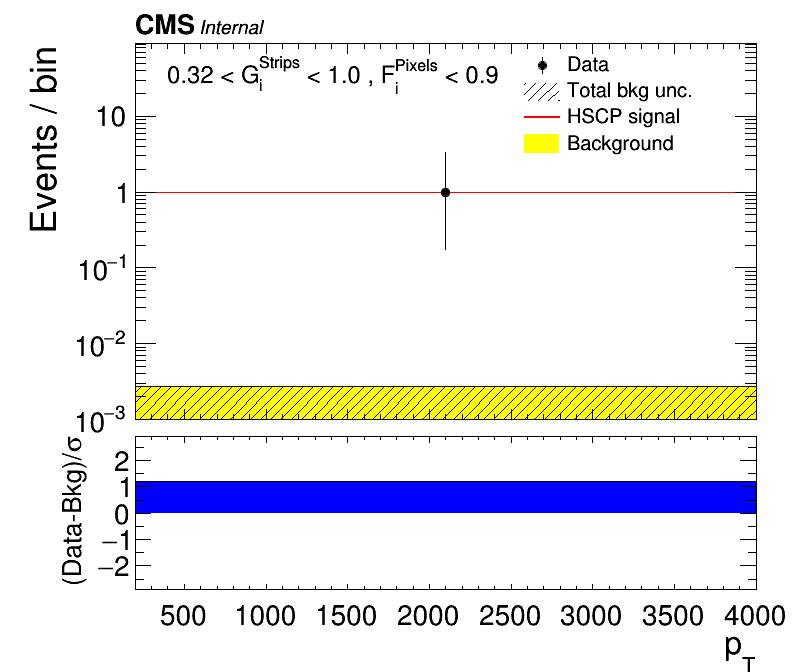 CMS Internal
Events / bin
0.32 < G_i^Strips < 1.0 , F_i^Pixels < 0.9
Data
Total bkg unc.
HSCP signal
Background
10
1
10^−1
10^−2
10^−3
(Data-Bkg)/σ
2
1
0
−1
−2
500 1000 1500 2000 2500 3000 3500 4000
p_T